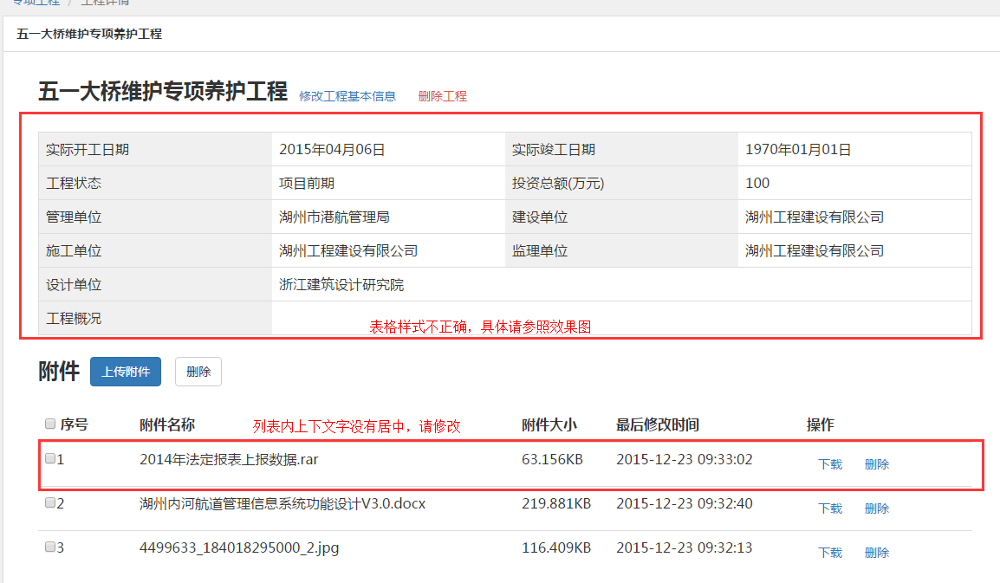 专项工程 / 工程详情
五一大桥维护专项养护工程
五一大桥维护专项养护工程 修改工程基本信息 删除工程
实际开工日期 2015年04月06日 实际竣工日期 1970年01月01日
工程状态 项目前期 投资总额(万元) 100
管理单位 湖州市港航管理局 建设单位 湖州工程建设有限公司
施工单位 湖州工程建设有限公司 监理单位 湖州工程建设有限公司
设计单位 浙江建筑设计研究院
工程概况
表格样式不正确，具体请参照效果图
附件 上传附件 删除
序号 附件名称 列表内上下文字没有居中，请修改 附件大小 最后修改时间 操作
1 2014年法定报表上报数据.rar 63.156KB 2015-12-23 09:33:02 下载 删除
2 湖州内河航道管理信息系统功能设计V3.0.docx 219.881KB 2015-12-23 09:32:40 下载 删除
3 4499633_184018295000_2.jpg 116.409KB 2015-12-23 09:32:13 下载 删除